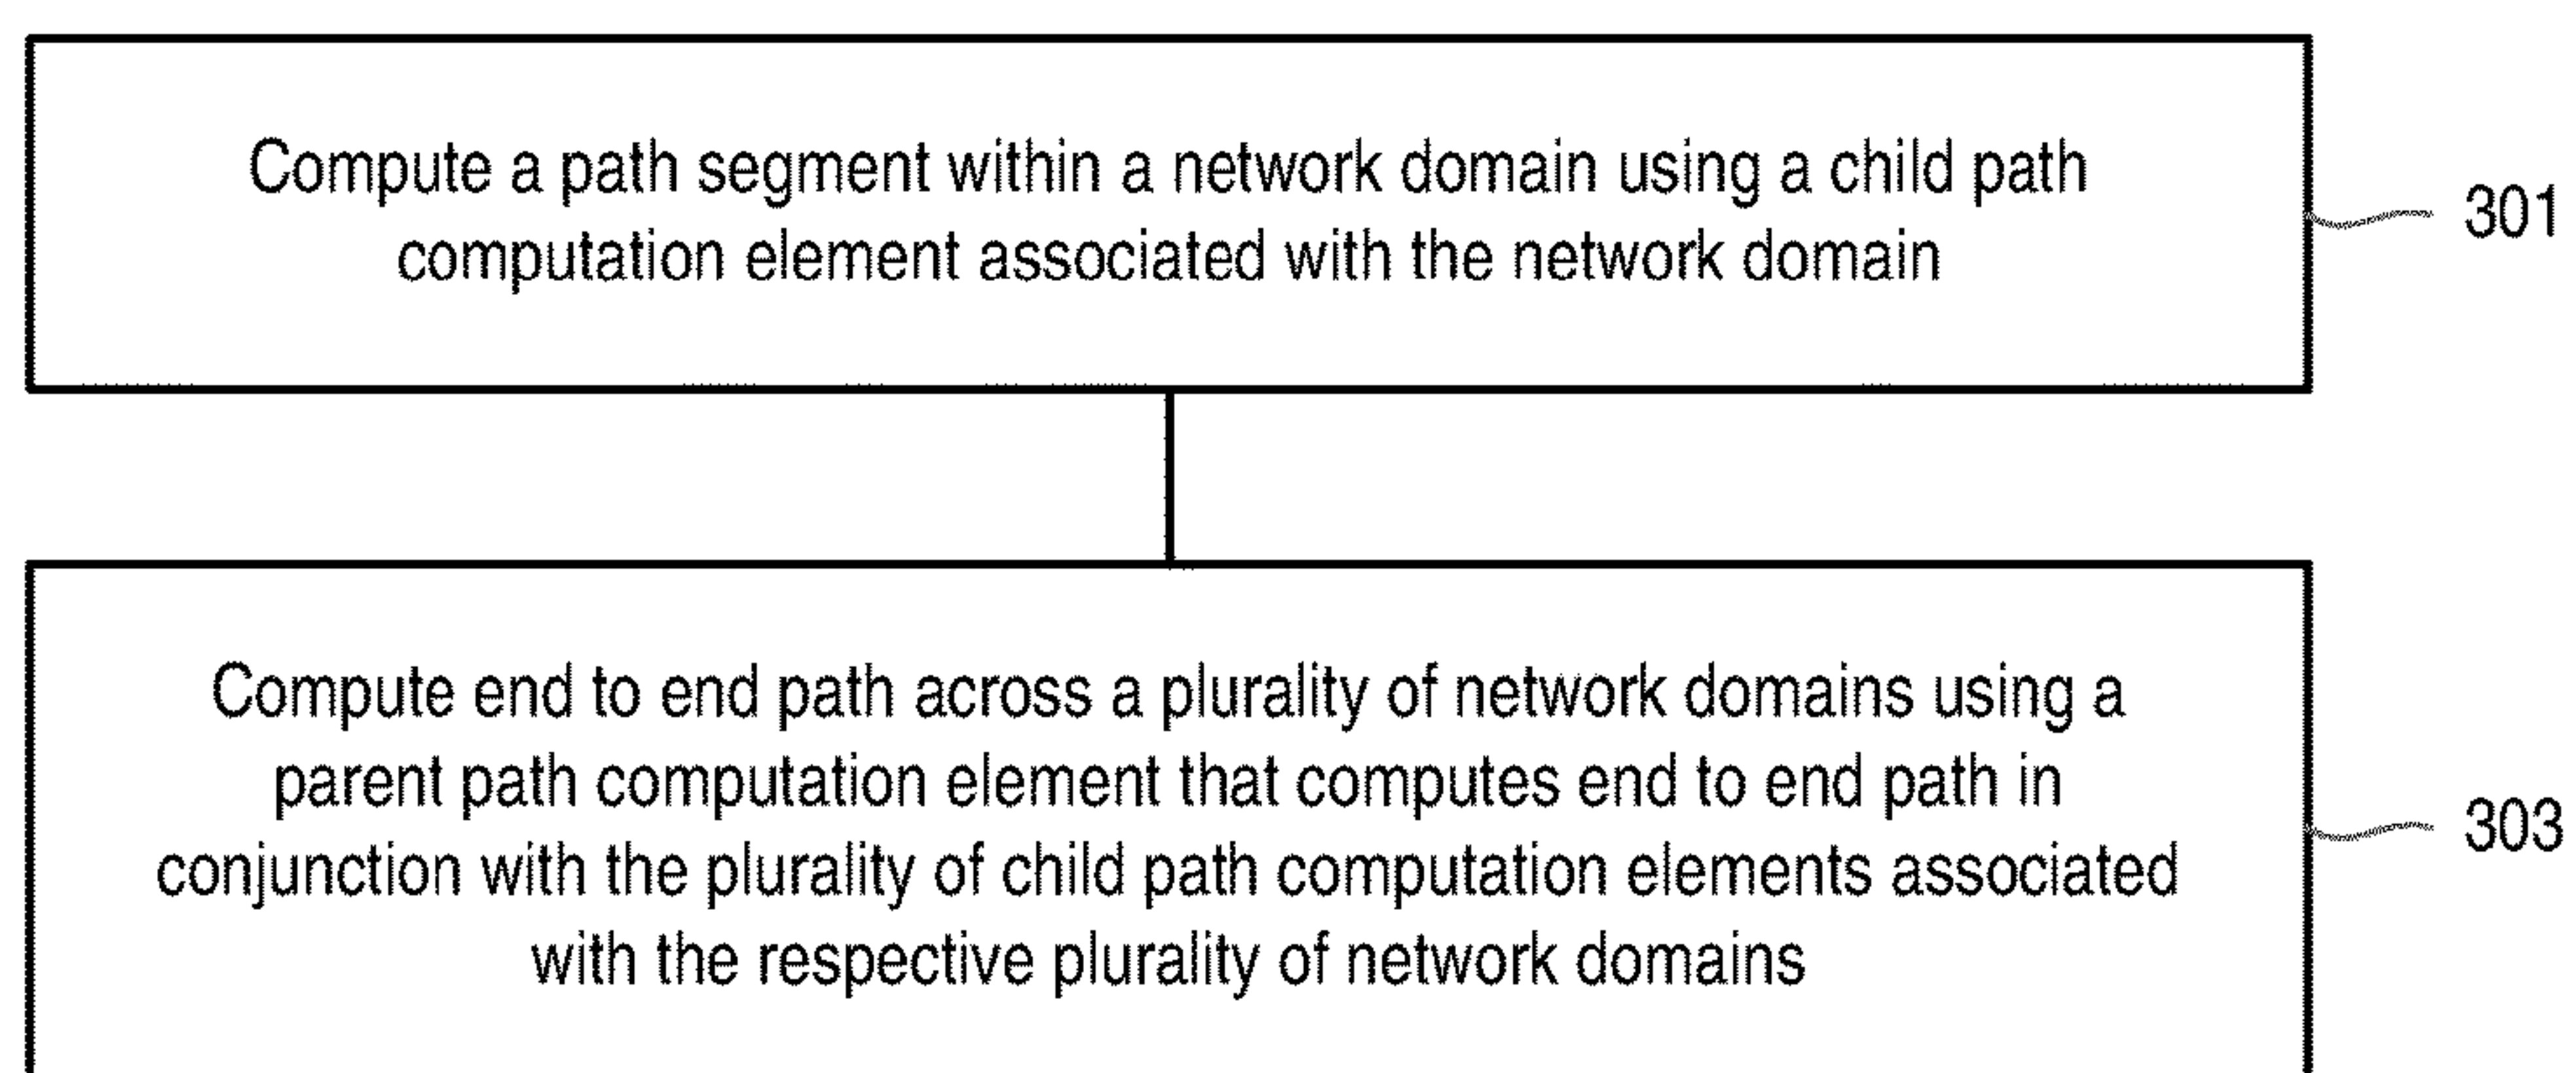 Compute a path segment within a network domain using a child path
computation element associated with the network domain
301
Compute end to end path across a plurality of network domains using a
parent path computation element that computes end to end path in
conjunction with the plurality of child path computation elements associated
with the respective plurality of network domains
303